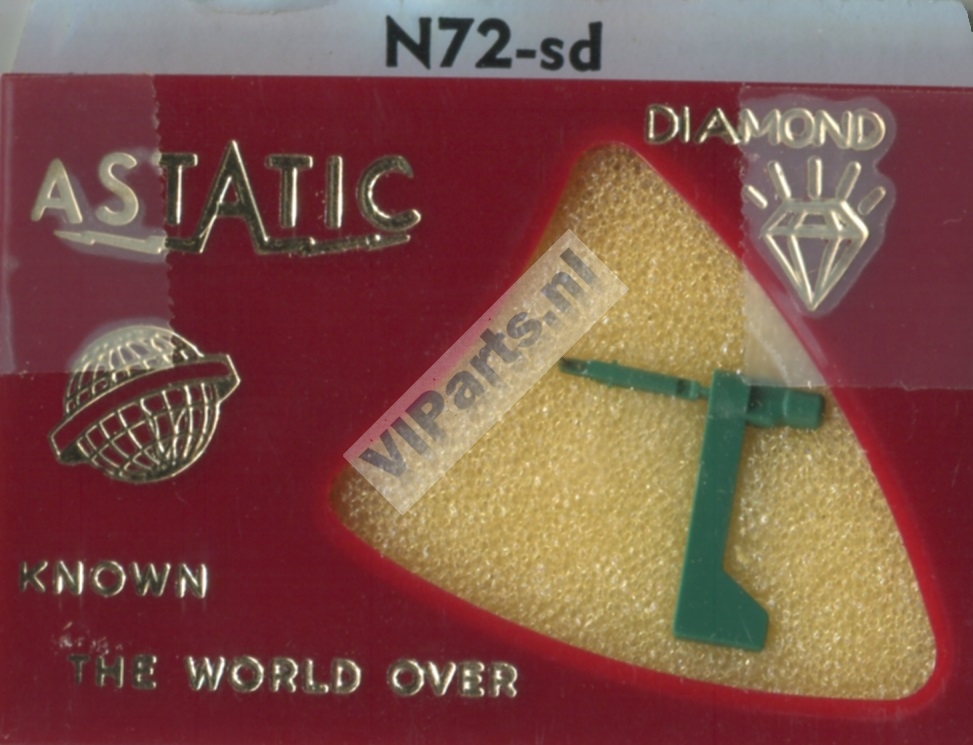 N72-sd
DIAMOND
ASTATIC
VIParts.nl
KNOWN
THE WORLD OVER